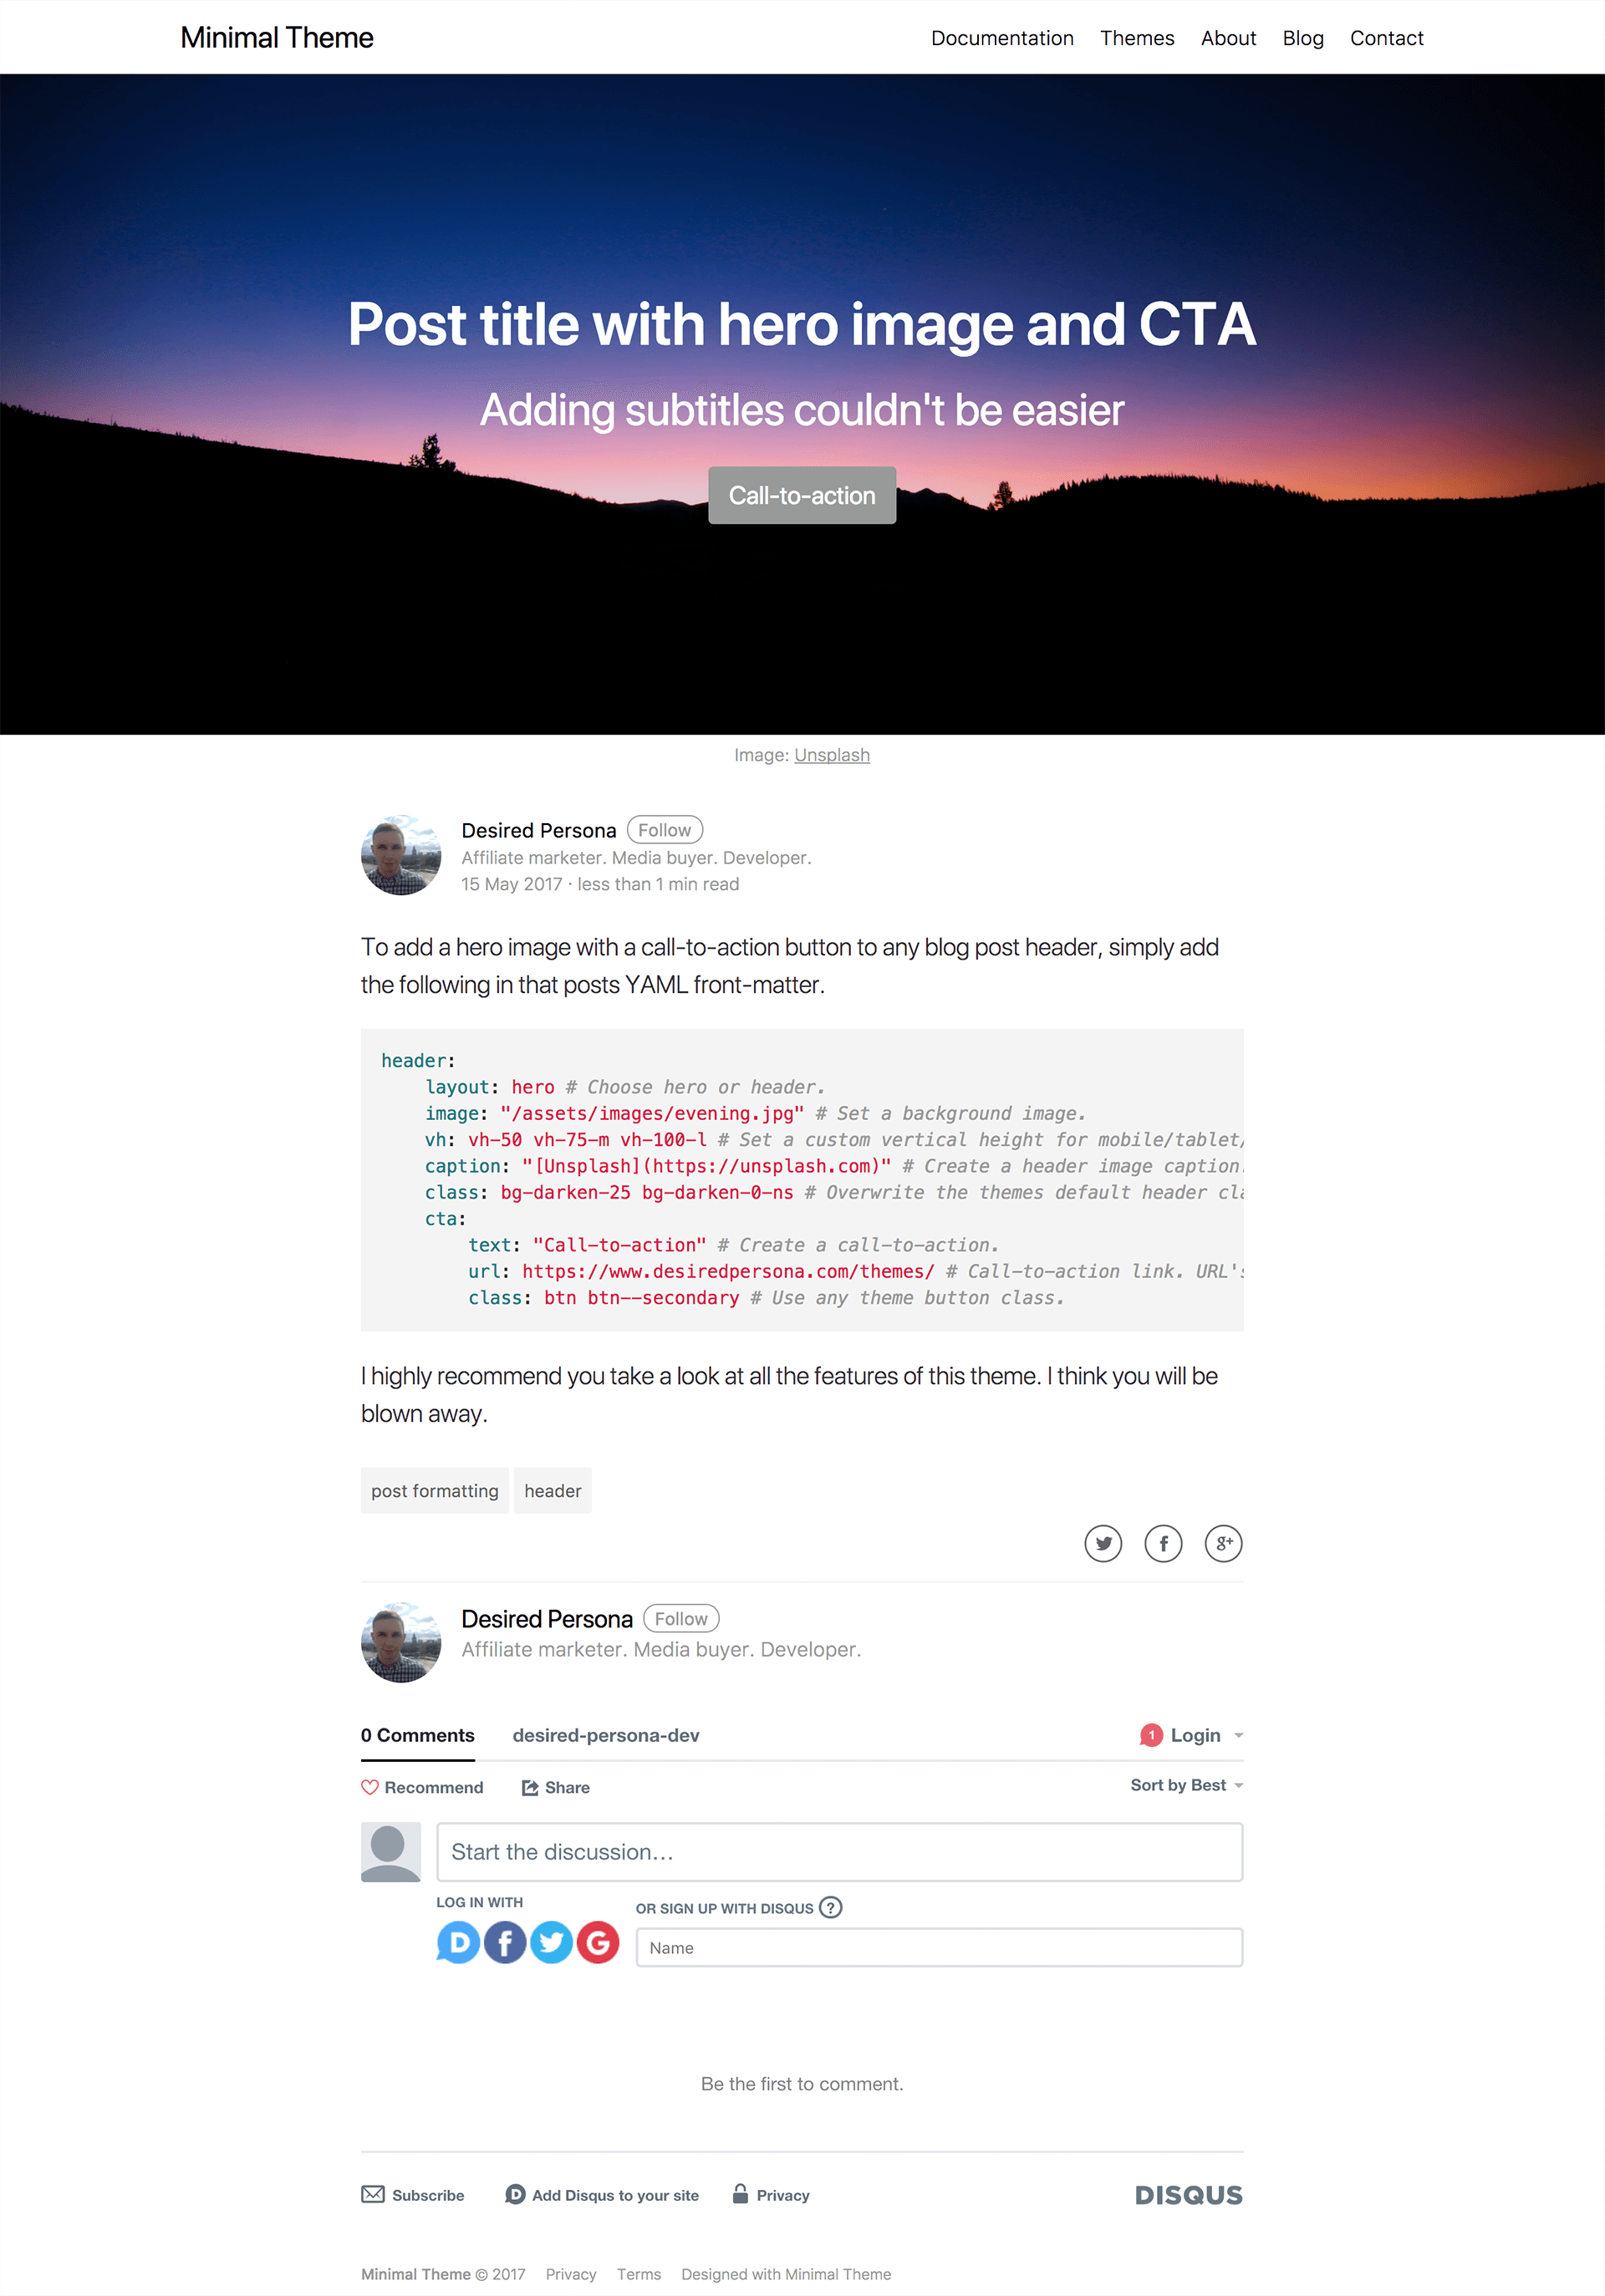 Minimal Theme
Documentation Themes About Blog Contact
Post title with hero image and CTA
Adding subtitles couldn't be easier
Call-to-action
Image: Unsplash
Desired Persona Follow
Affiliate marketer. Media buyer. Developer.
15 May 2017 · less than 1 min read
To add a hero image with a call-to-action button to any blog post header, simply add
the following in that posts YAML front-matter.
header:
    layout: hero # Choose hero or header.
    image: "/assets/images/evening.jpg" # Set a background image.
    vh: vh-50 vh-75-m vh-100-l # Set a custom vertical height for mobile/tablet/
    caption: "[Unsplash](https://unsplash.com)" # Create a header image caption.
    class: bg-darken-25 bg-darken-0-ns # Overwrite the themes default header cla
    cta:
        text: "Call-to-action" # Create a call-to-action.
        url: https://www.desiredpersona.com/themes/ # Call-to-action link. URL's
        class: btn btn--secondary # Use any theme button class.
I highly recommend you take a look at all the features of this theme. I think you will be
blown away.
post formatting header
Desired Persona Follow
Affiliate marketer. Media buyer. Developer.
0 Comments desired-persona-dev 1 Login
Recommend Share Sort by Best
Start the discussion…
LOG IN WITH
OR SIGN UP WITH DISQUS ?
Name
Be the first to comment.
Subscribe Add Disqus to your site Privacy DISQUS
Minimal Theme © 2017 Privacy Terms Designed with Minimal Theme